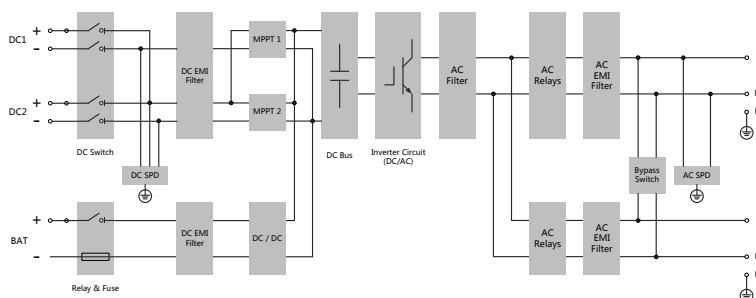 DC1
+
−
DC2
+
−
DC Switch
DC SPD
DC EMI
Filter
MPPT 1
MPPT 2
DC Bus
Inverter Circuit
(DC/AC)
AC
Filter
AC
Relays
AC
EMI
Filter
Bypass
Switch
AC SPD
BAT
+
−
Relay & Fuse
DC EMI
Filter
DC / DC
AC
Relays
AC
EMI
Filter